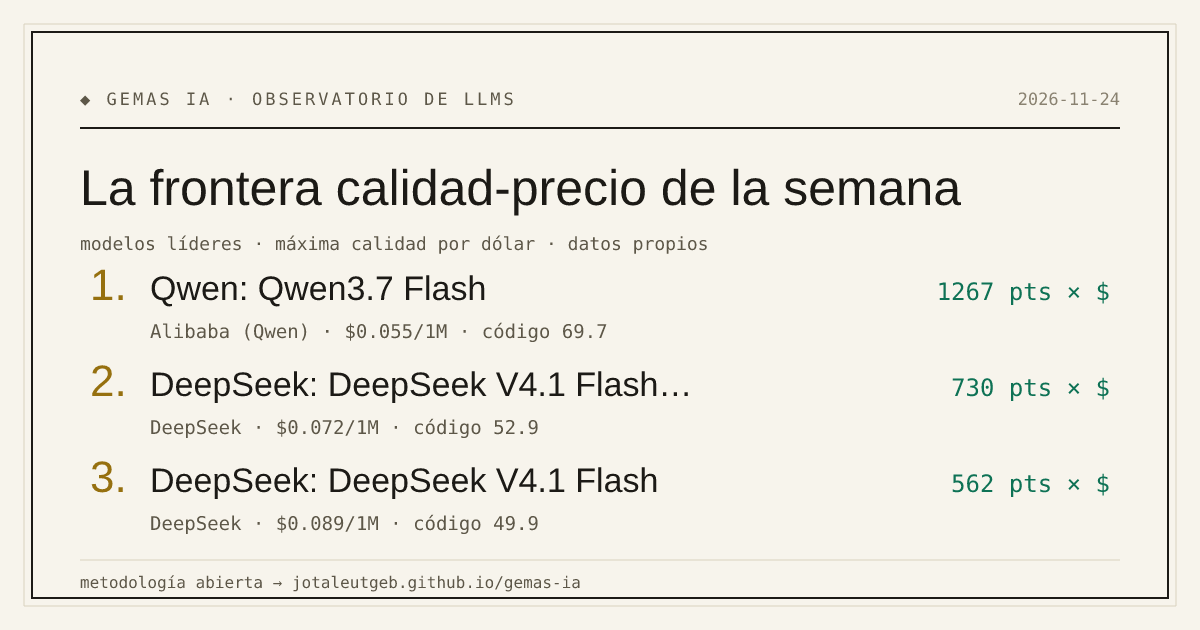 ◆ GEMAS IA · OBSERVATORIO DE LLMS
2026-11-24
La frontera calidad-precio de la semana
modelos líderes · máxima calidad por dólar · datos propios
1. Qwen: Qwen3.7 Flash
1267 pts × $
Alibaba (Qwen) · $0.055/1M · código 69.7
2. DeepSeek: DeepSeek V4.1 Flash…
730 pts × $
DeepSeek · $0.072/1M · código 52.9
3. DeepSeek: DeepSeek V4.1 Flash
562 pts × $
DeepSeek · $0.089/1M · código 49.9
metodología abierta → jotaleutgeb.github.io/gemas-ia